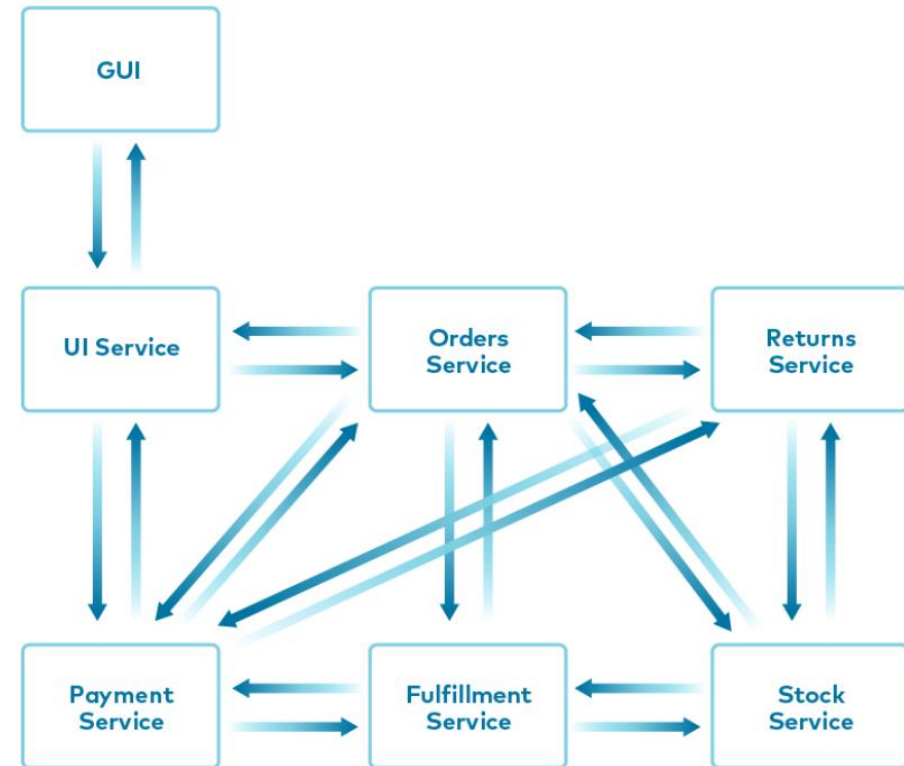 GUI
UI Service
Orders
Service
Returns
Service
Payment
Service
Fulfillment
Service
Stock
Service